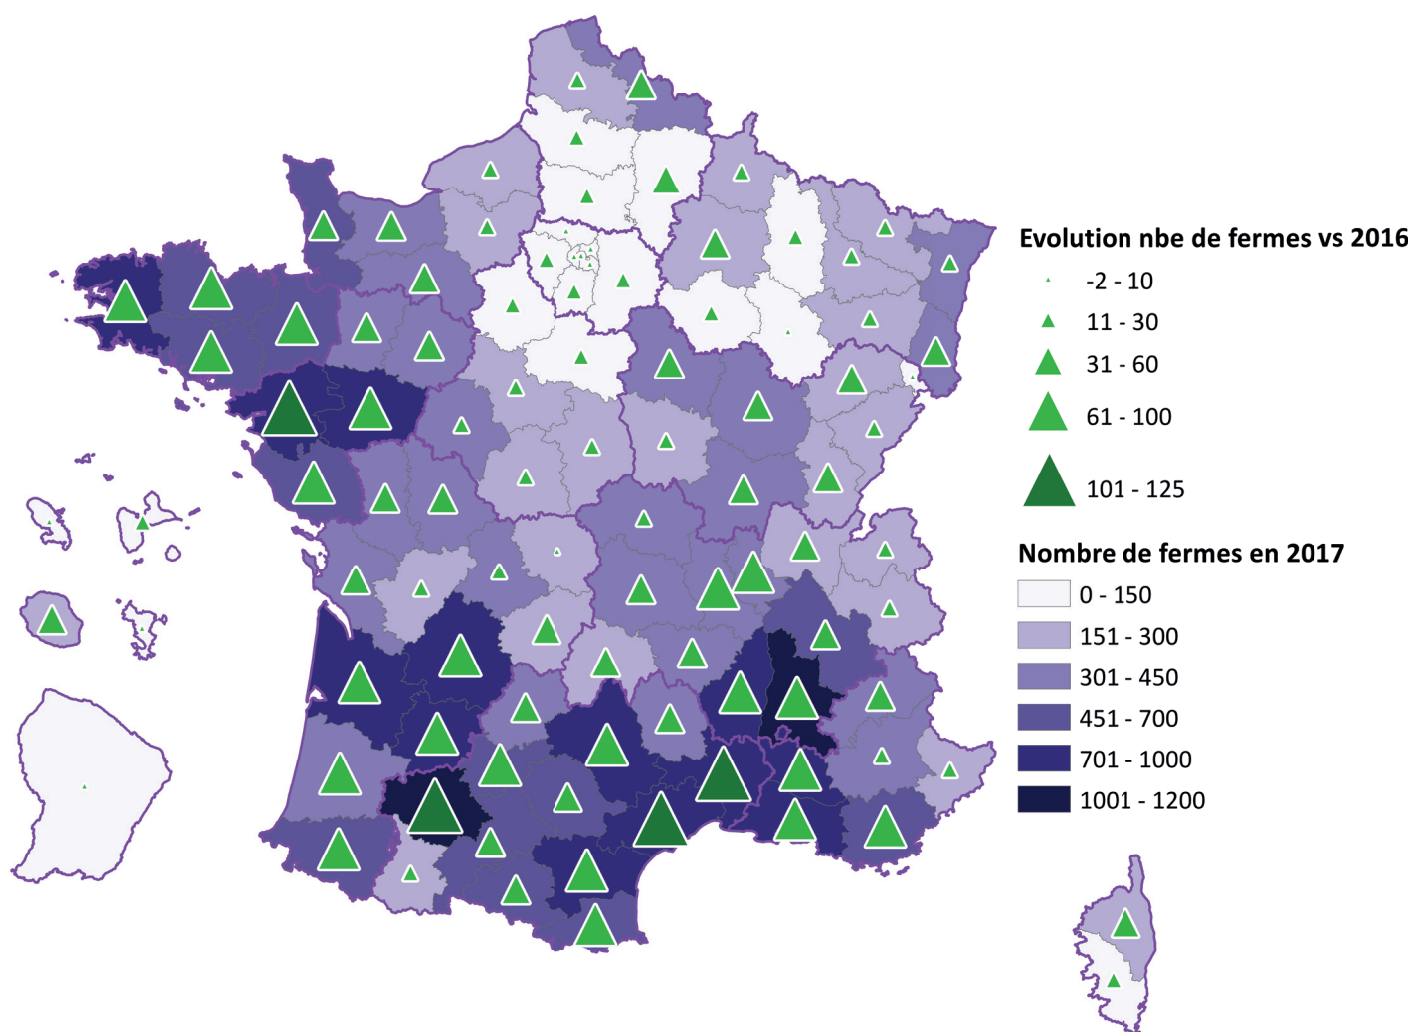 Evolution nbe de fermes vs 2016
-2 - 10
11 - 30
31 - 60
61 - 100
101 - 125
Nombre de fermes en 2017
0 - 150
151 - 300
301 - 450
451 - 700
701 - 1000
1001 - 1200